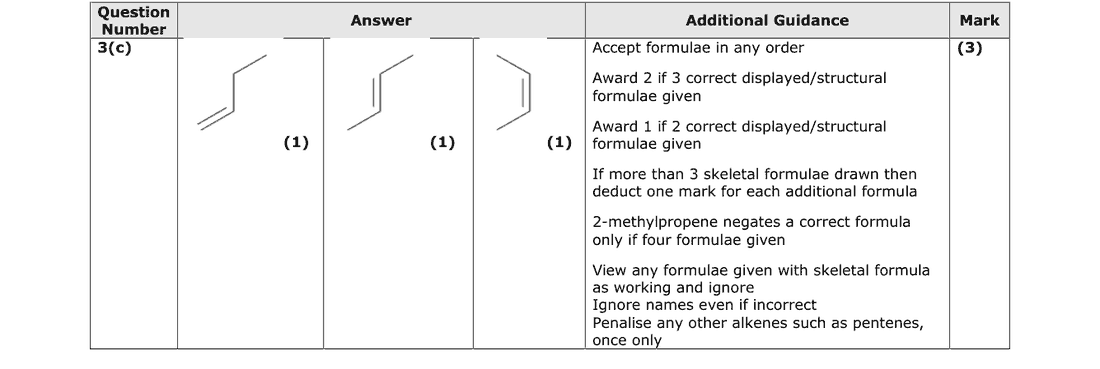 Question Number
Answer
Additional Guidance
Mark
3(c)
(1)
(1)
(1)
Accept formulae in any order
Award 2 if 3 correct displayed/structural
formulae given
Award 1 if 2 correct displayed/structural
formulae given
If more than 3 skeletal formulae drawn then
deduct one mark for each additional formula
2-methylpropene negates a correct formula
only if four formulae given
View any formulae given with skeletal formula
as working and ignore
Ignore names even if incorrect
Penalise any other alkenes such as pentenes,
once only
(3)